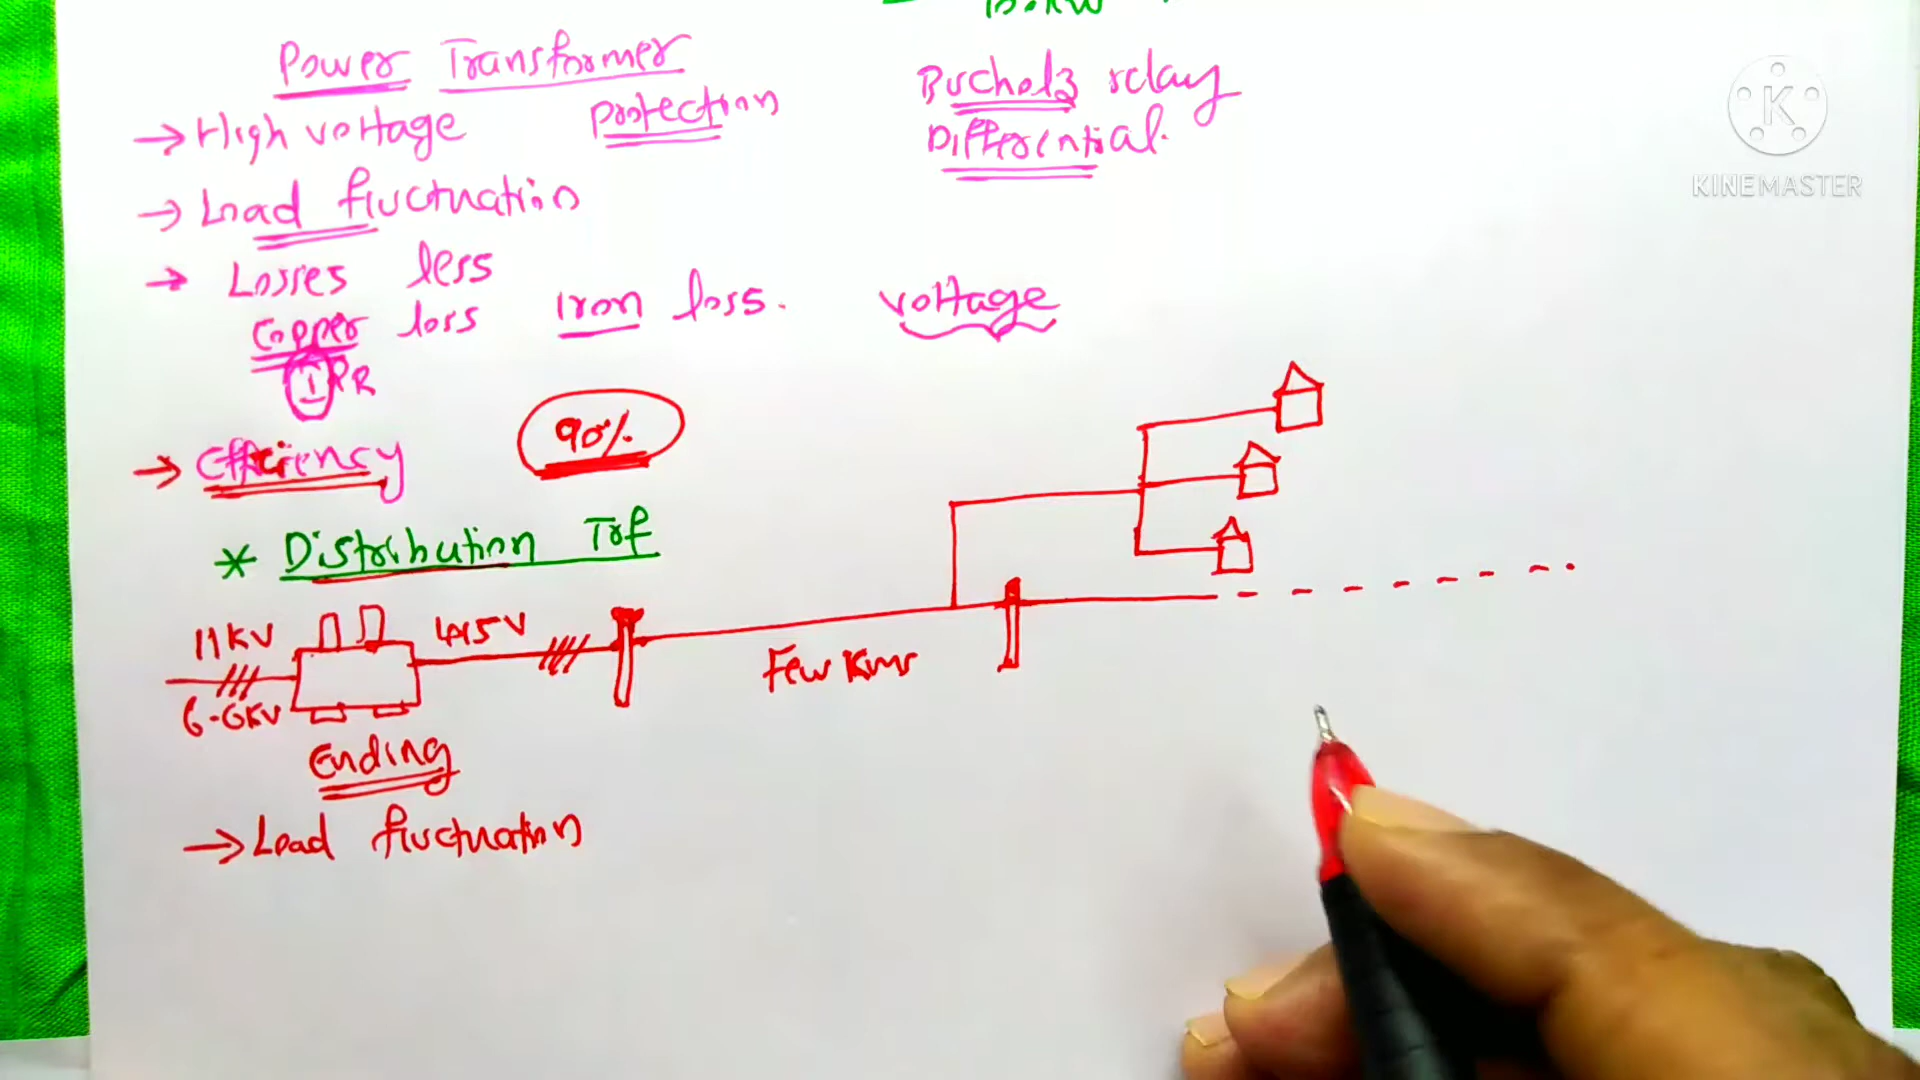 Power Transformer
→ High voltage protection Bucholz relay
Differential.
→ Load fluctuation
→ Losses less
Copper loss Iron loss. voltage
I²R
→ Efficiency 90%
* Distribution Trf
11KV 415V
6.6KV
Few Kms
Ending
→ Load fluctuation
K
KINEMASTER